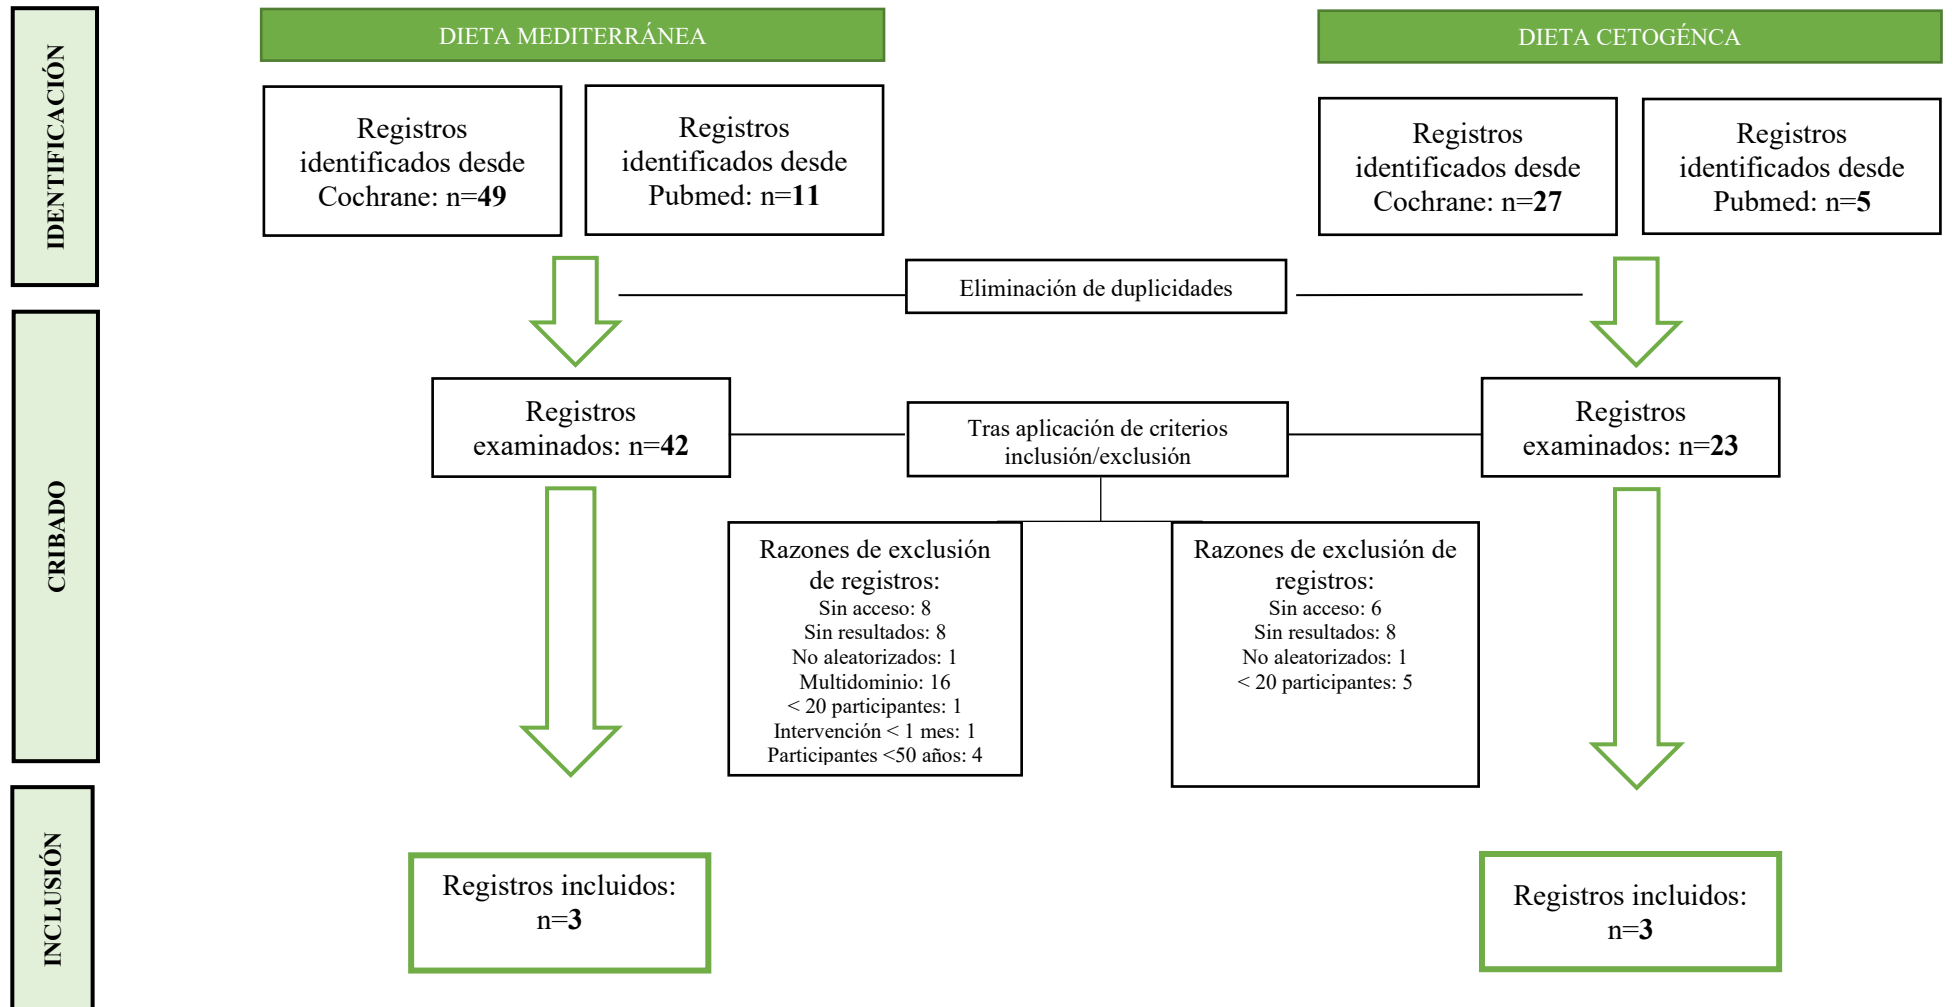 IDENTIFICACIÓN
DIETA MEDITERRÁNEA
DIETA CETOGÉNCA
Registros
identificados desde
Cochrane: n=49
Registros
identificados desde
Pubmed: n=11
Registros
identificados desde
Cochrane: n=27
Registros
identificados desde
Pubmed: n=5
Eliminación de duplicidades
CRIBADO
Registros
examinados: n=42
Tras aplicación de criterios
inclusión/exclusión
Registros
examinados: n=23
Razones de exclusión
de registros:
Sin acceso: 8
Sin resultados: 8
No aleatorizados: 1
Multidominio: 16
< 20 participantes: 1
Intervención < 1 mes: 1
Participantes <50 años: 4
Razones de exclusión de
registros:
Sin acceso: 6
Sin resultados: 8
No aleatorizados: 1
< 20 participantes: 5
INCLUSIÓN
Registros incluidos:
n=3
Registros incluidos:
n=3